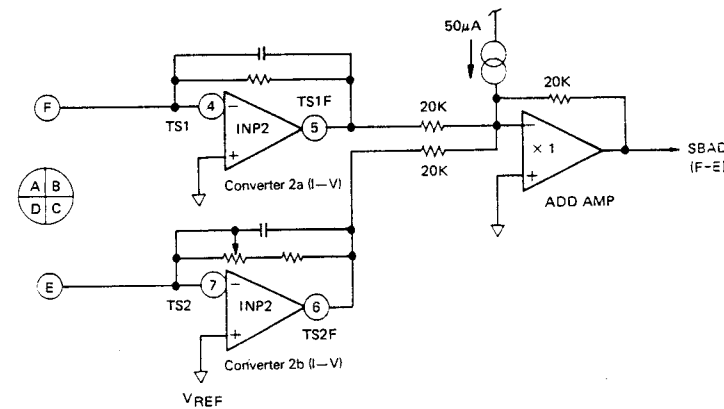 50μA
F
4
−
TS1
INP2
+
TS1F
5
20K
20K
−
× 1
+
20K
SBAD
(F-E)
ADD AMP
Converter 2a (I—V)
A B
D C
E
7
−
TS2
INP2
+
6
TS2F
Converter 2b (I—V)
VREF